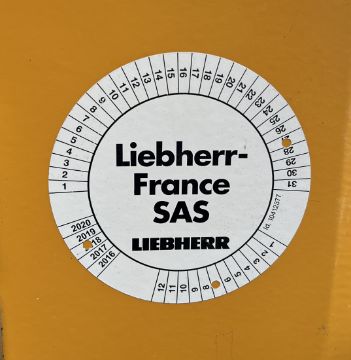 Liebherr-
France
SAS
LIEBHERR
1 2 3 4 5 6 7 8 9 10 11 12 13 14 15 16 17 18 19 20 21 22 23 24 25 26 28 29 30 31
Id. 10412377
1 2 3 4 5 6 8 9 10 11 12
2020
2019
2018
2017
2016